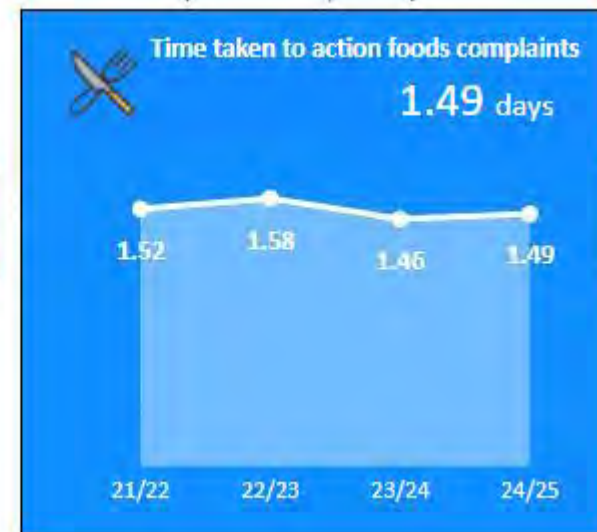 Time taken to action foods complaints
1.49 days
1.52 1.58 1.46 1.49
21/22 22/23 23/24 24/25